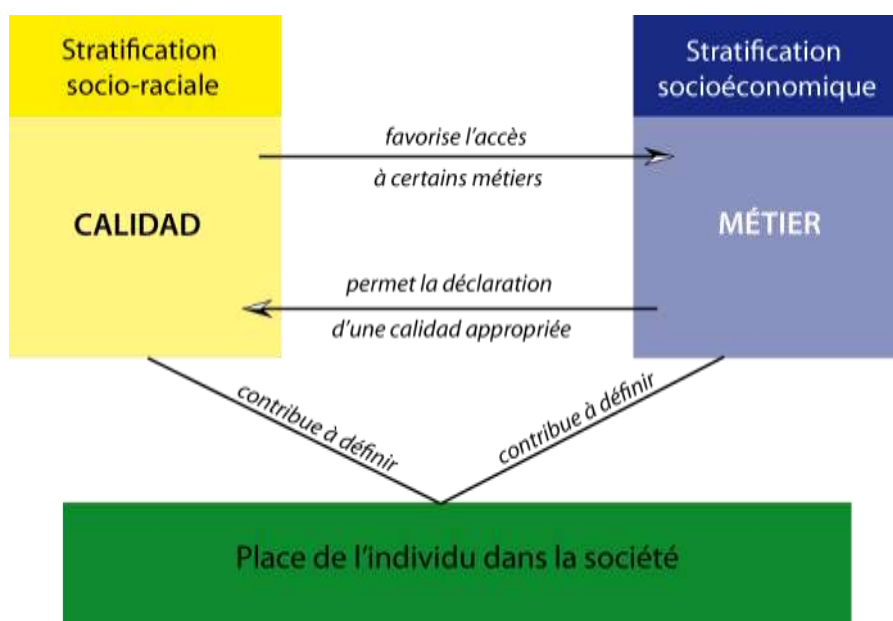 Stratification
socio-raciale
Stratification
socioéconomique
favorise l'accès
à certains métiers
CALIDAD
MÉTIER
permet la déclaration
d'une calidad appropriée
contribue à définir
contribue à définir
Place de l'individu dans la société